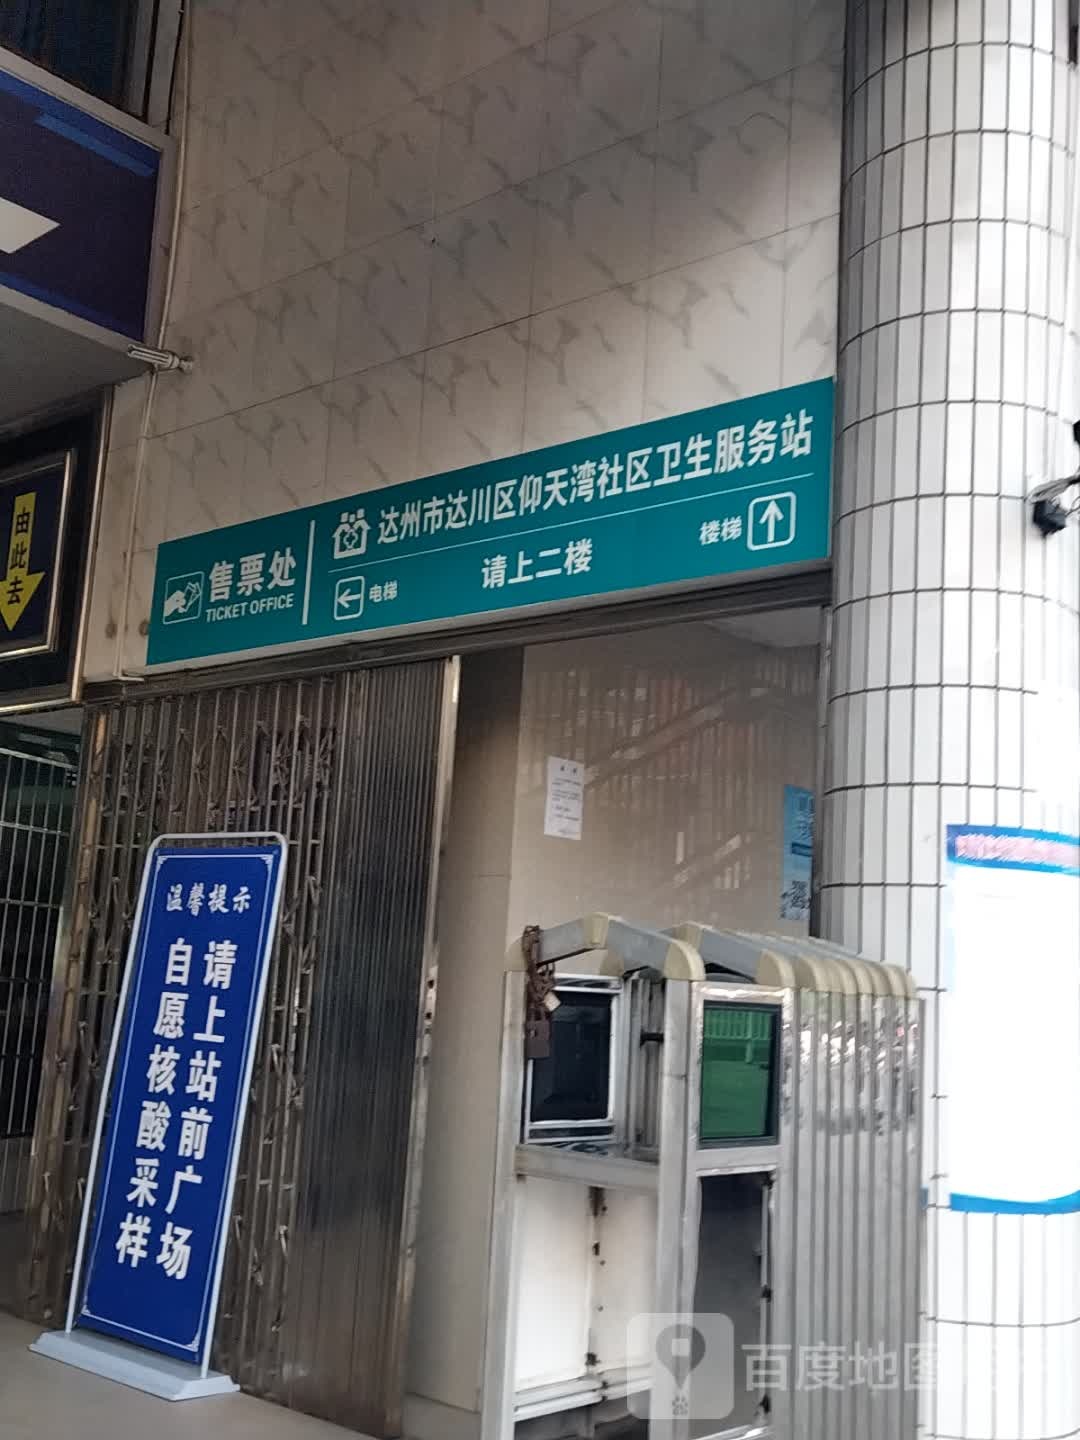 达州市达川区仰天湾社区卫生服务站
售票处
TICKET OFFICE
电梯
请上二楼
楼梯
由此去
温馨提示
请上站前广场
自愿核酸采样
百度地图